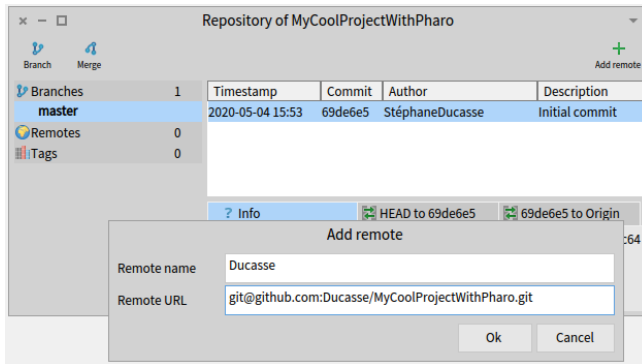 Repository of MyCoolProjectWithPharo
Branch Merge Add remote
Branches 1
master
Remotes 0
Tags 0
Timestamp Commit Author Description
2020-05-04 15:53 69de6e5 StéphaneDucasse Initial commit
? Info HEAD to 69de6e5 69de6e5 to Origin
c64
Add remote
Remote name Ducasse
Remote URL git@github.com:Ducasse/MyCoolProjectWithPharo.git
Ok Cancel